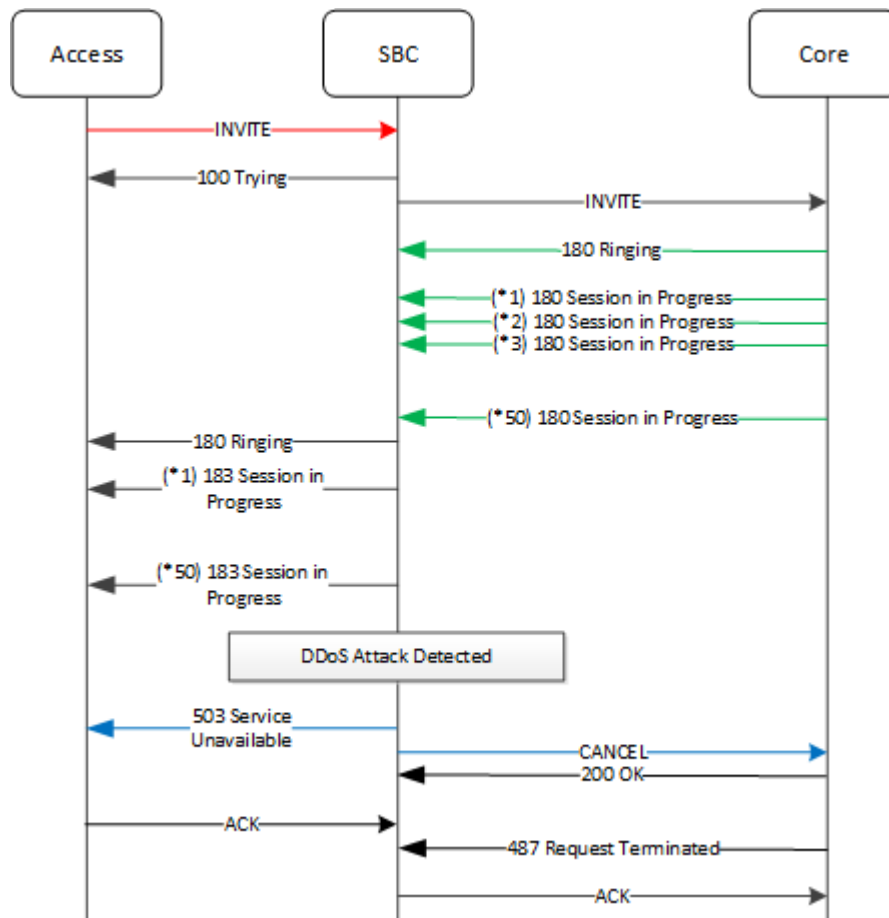 Access
SBC
Core
INVITE
100 Trying
INVITE
180 Ringing
(*1) 180 Session in Progress
(*2) 180 Session in Progress
(*3) 180 Session in Progress
(*50) 180 Session in Progress
180 Ringing
(*1) 183 Session in
Progress
(*50) 183 Session in
Progress
DDoS Attack Detected
503 Service
Unavailable
CANCEL
200 OK
ACK
487 Request Terminated
ACK